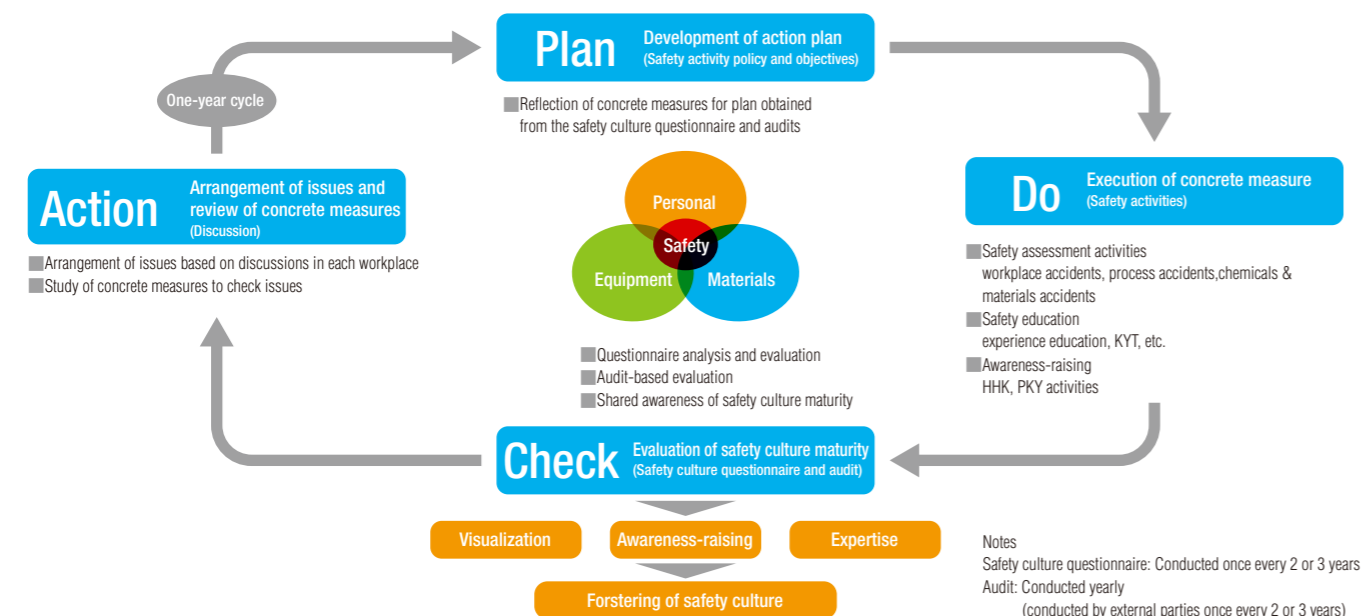 Plan
Development of action plan
(Safety activity policy and objectives)
Reflection of concrete measures for plan obtained
from the safety culture questionnaire and audits
One-year cycle
Action
Arrangement of issues and
review of concrete measures
(Discussion)
Arrangement of issues based on discussions in each workplace
Study of concrete measures to check issues
Personal
Safety
Equipment
Materials
Do
Execution of concrete measure
(Safety activities)
Safety assessment activities
workplace accidents, process accidents,chemicals &
materials accidents
Safety education
experience education, KYT, etc.
Awareness-raising
HHK, PKY activities
Questionnaire analysis and evaluation
Audit-based evaluation
Shared awareness of safety culture maturity
Check
Evaluation of safety culture maturity
(Safety culture questionnaire and audit)
Visualization
Awareness-raising
Expertise
Forstering of safety culture
Notes
Safety culture questionnaire: Conducted once every 2 or 3 years
Audit: Conducted yearly
(conducted by external parties once every 2 or 3 years)